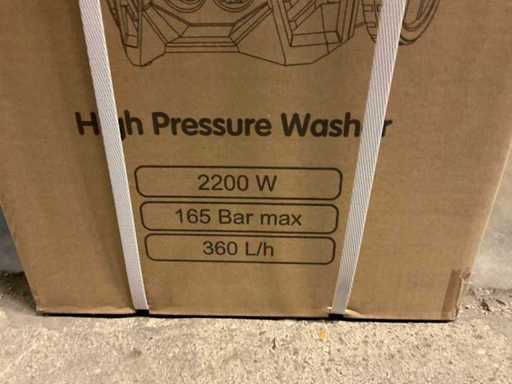 High Pressure Washer
2200 W
165 Bar max
360 L/h